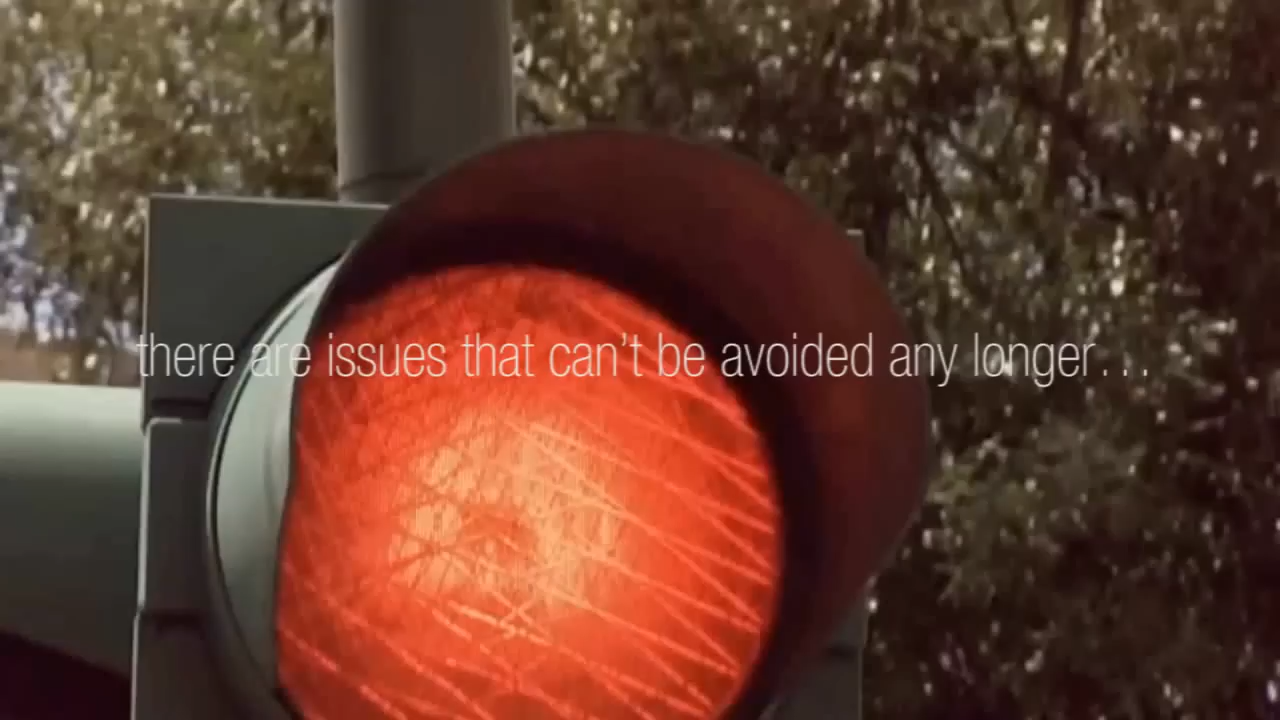 there are issues that can’t be avoided any longer...